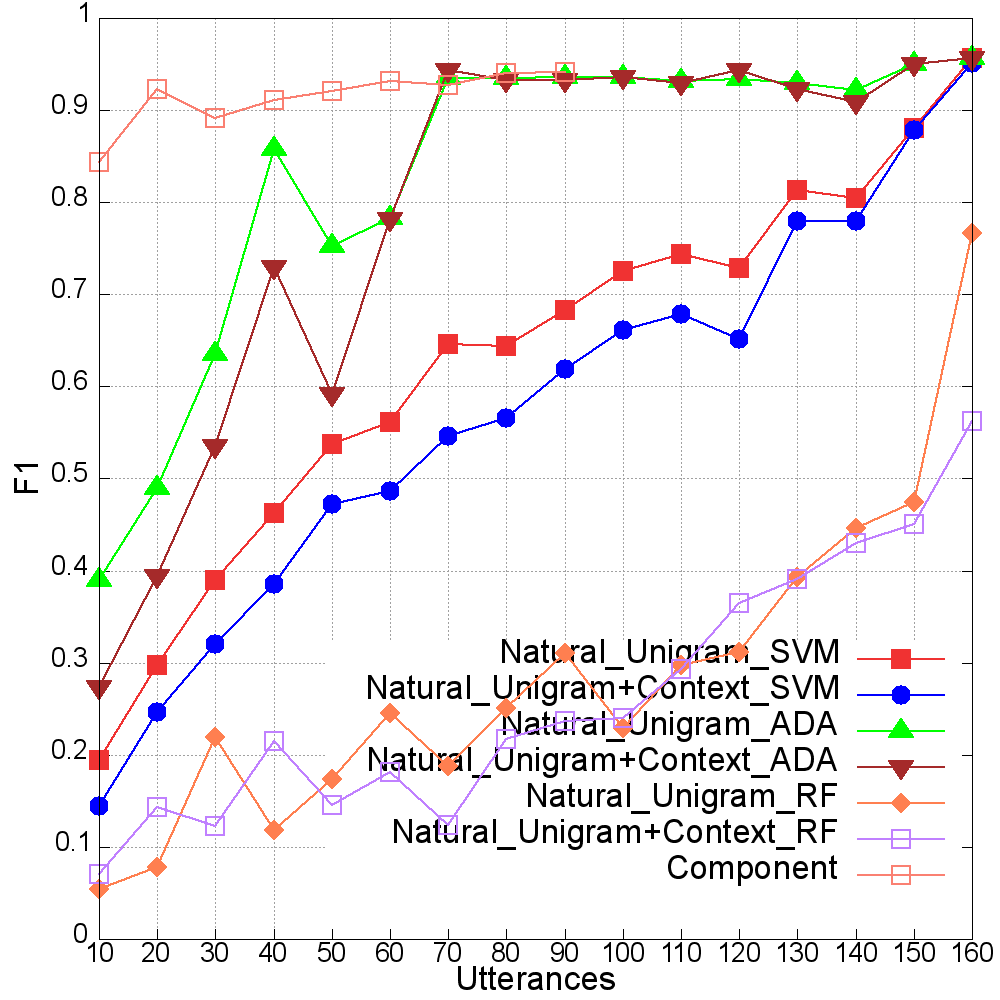 1
0.9
0.8
0.7
0.6
0.5
0.4
0.3
0.2
0.1
0
F1
Natural_Unigram_SVM
Natural_Unigram+Context_SVM
Natural_Unigram_ADA
Natural_Unigram+Context_ADA
Natural_Unigram_RF
Natural_Unigram+Context_RF
Component
10 20 30 40 50 60 70 80 90 100 110 120 130 140 150 160
Utterances